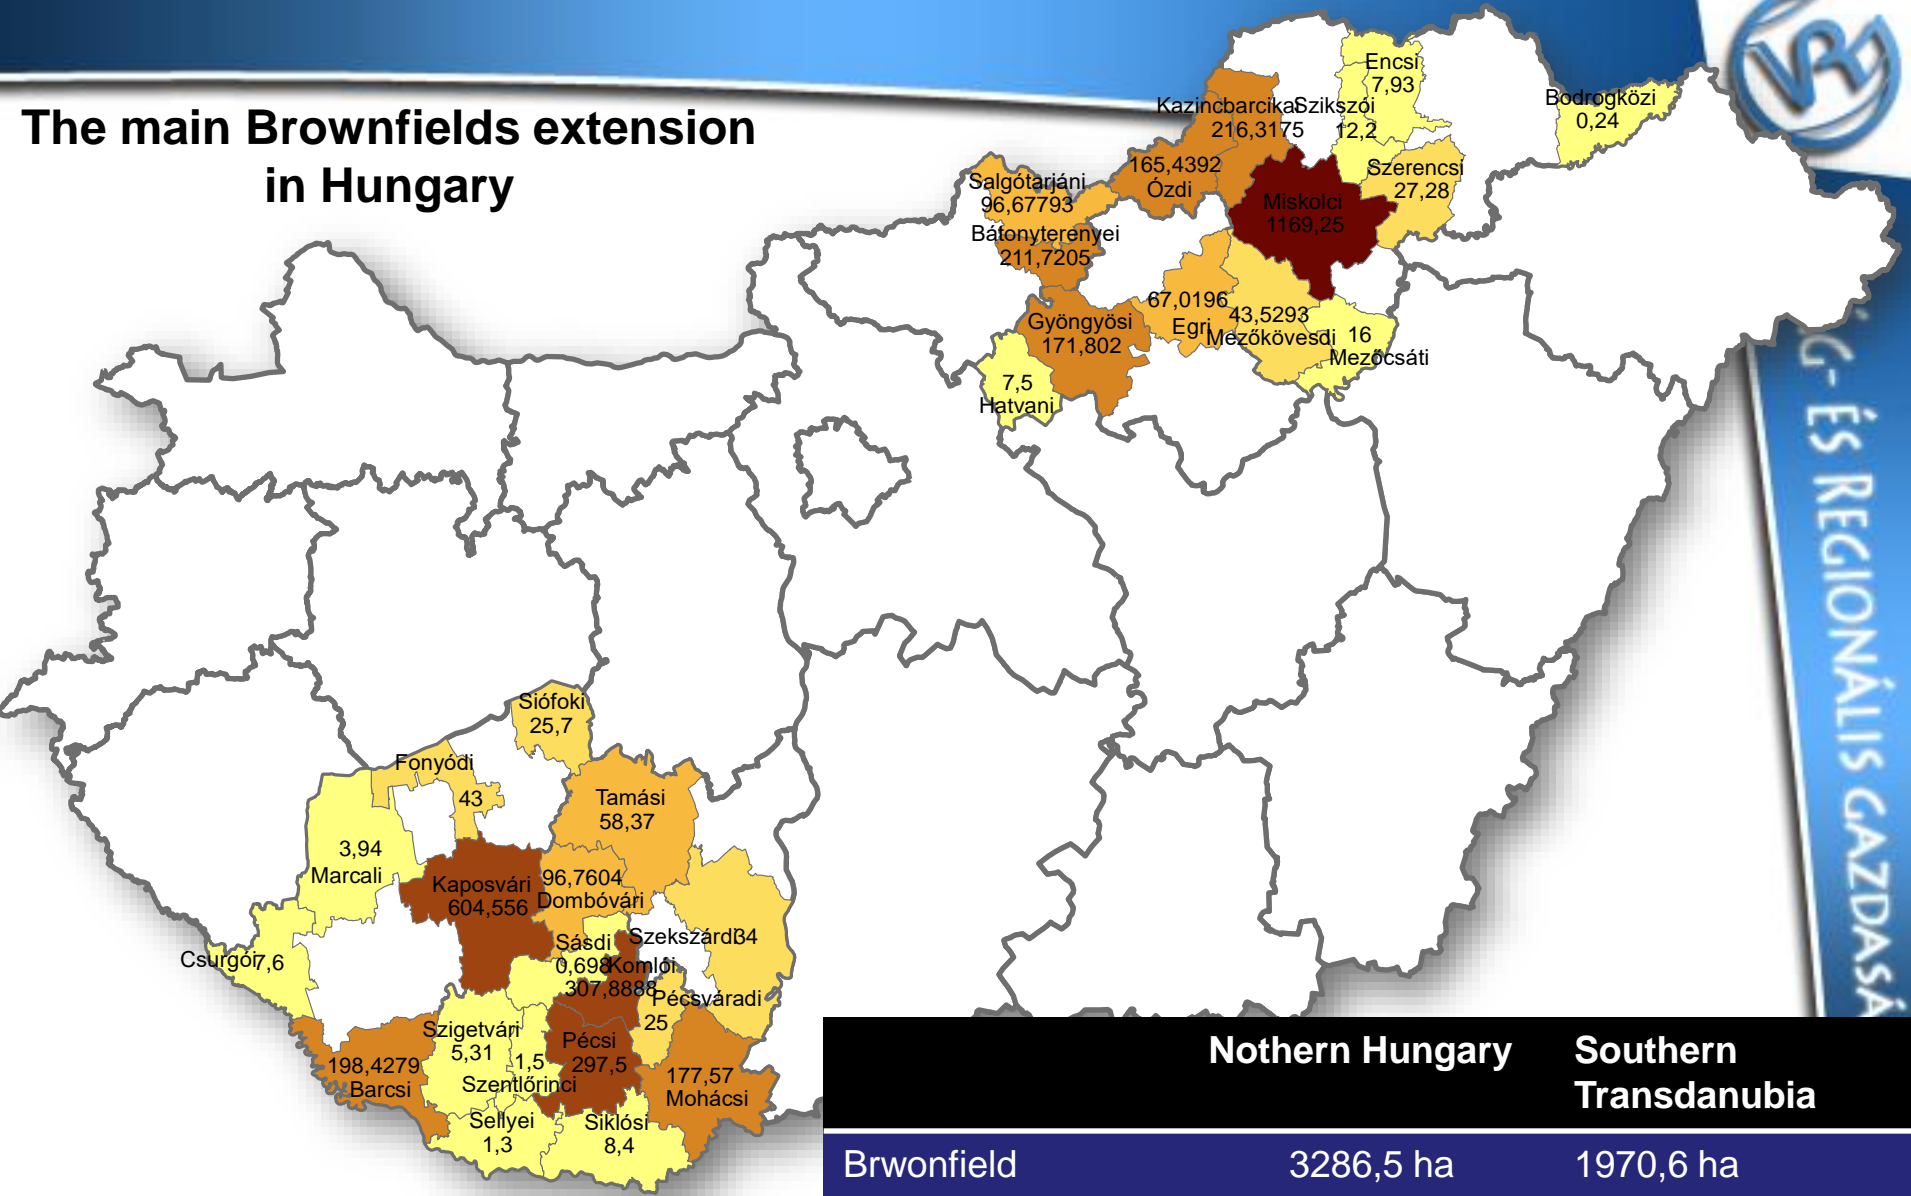 The main Brownfields extension
in Hungary
VRG
G- ÉS REGIONÁLIS GAZDASÁ
Encsi
7,93
Bodrogközi
0,24
Kazincbarcikai
216,3175
Szikszói
12,2
Szerencsi
27,28
165,4392
Ózdi
Salgótarjáni
96,67793
Miskolci
1169,25
Bátonyterenyei
211,7205
67,0196
Egri
43,5293
Mezőkövesdi
16
Mezőcsáti
Gyöngyösi
171,802
7,5
Hatvani
Siófoki
25,7
Fonyódi
43
Tamási
58,37
3,94
Marcali
Kaposvári
604,556
96,7604
Dombóvári
Csurgói
7,6
Sásdi
0,698
Szekszárdi
34
Komlói
307,8888
Pécsváradi
25
Szigetvári
5,31
1,5
Szentlőrinci
Pécsi
297,5
198,4279
Barcsi
177,57
Mohácsi
Sellyei
1,3
Siklósi
8,4
Nothern Hungary
Southern
Transdanubia
Brwonfield 3286,5 ha 1970,6 ha